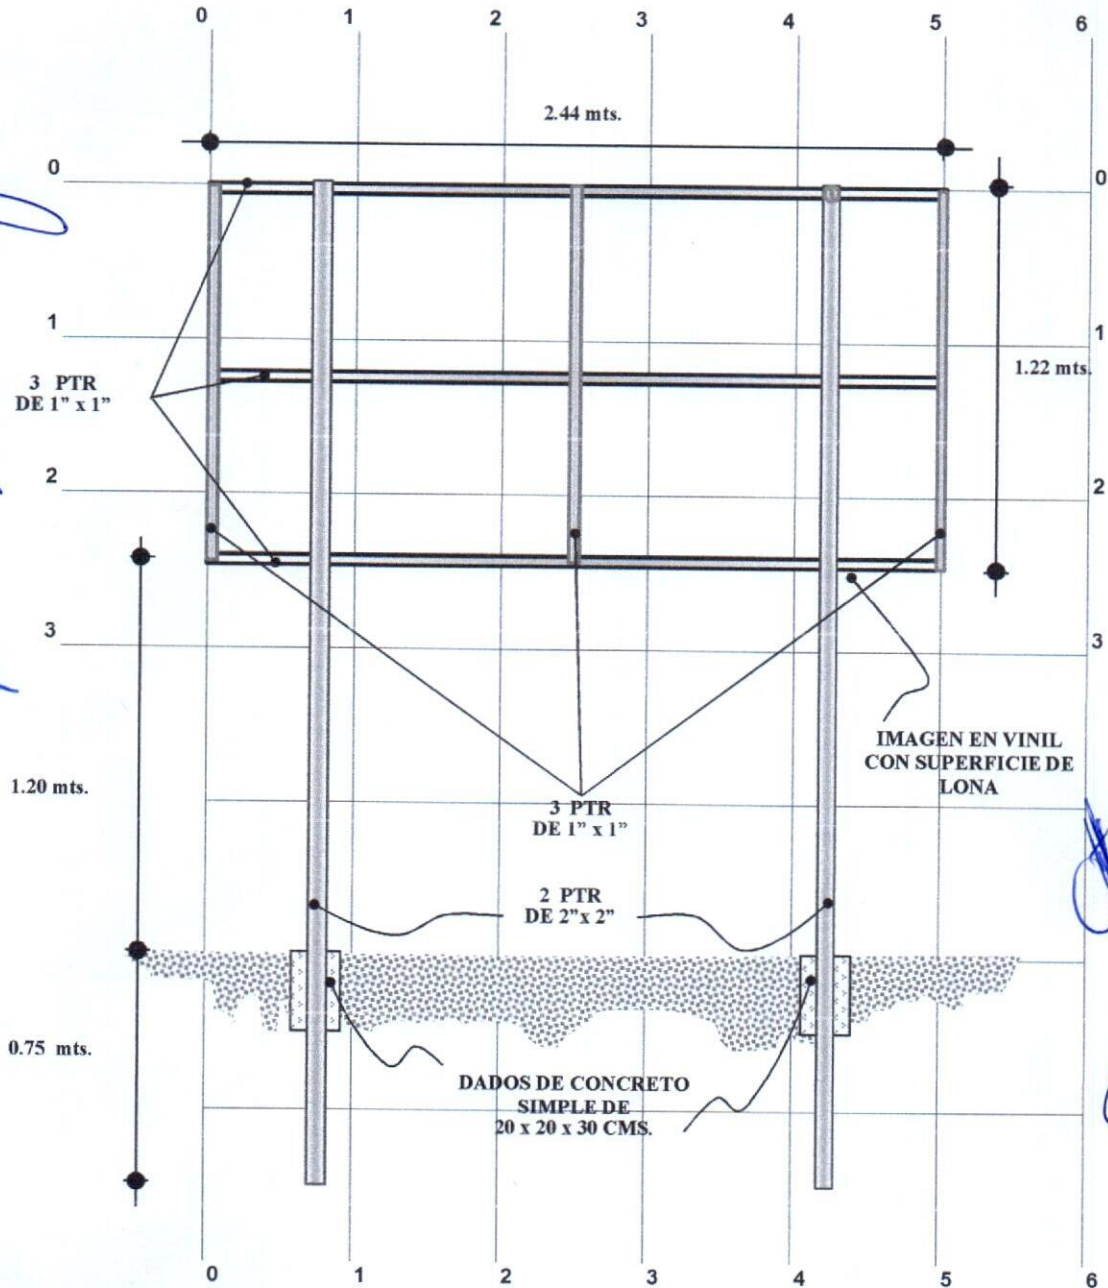 0 1 2 3 4 5 6
2.44 mts.
0 0
1 1
3 PTR
DE 1” x 1”
1.22 mts.
2 2
3 3
IMAGEN EN VINIL
CON SUPERFICIE DE
LONA
1.20 mts.
3 PTR
DE 1” x 1”
2 PTR
DE 2”x 2”
0.75 mts.
DADOS DE CONCRETO
SIMPLE DE
20 x 20 x 30 CMS.
0 1 2 3 4 5 6